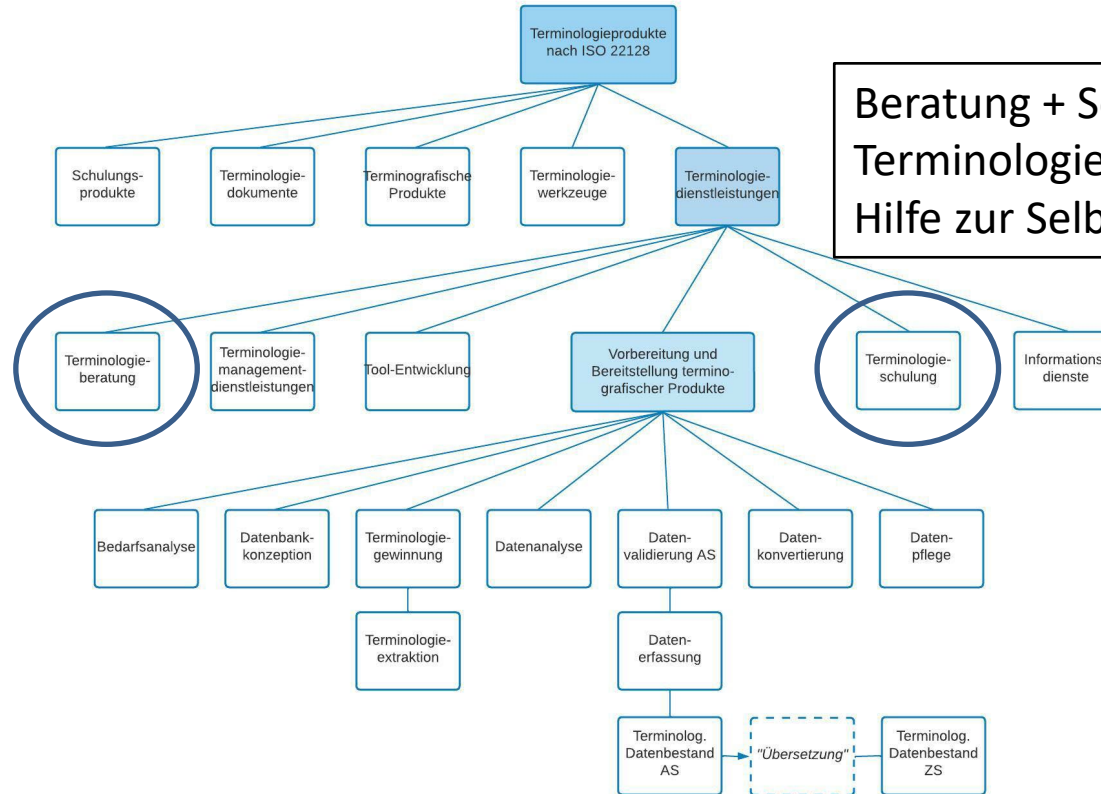 Terminologieprodukte
nach ISO 22128
Beratung + S
Terminologie
Hilfe zur Selb
Schulungs-
produkte
Terminologie-
dokumente
Terminografische
Produkte
Terminologie-
werkzeuge
Terminologie-
dienstleistungen
Terminologie-
beratung
Terminologie-
management-
dienstleistungen
Tool-Entwicklung
Vorbereitung und
Bereitstellung termino-
grafischer Produkte
Terminologie-
schulung
Informations
dienste
Bedarfsanalyse
Datenbank-
konzeption
Terminologie-
gewinnung
Datenanalyse
Daten-
validierung AS
Daten-
konvertierung
Daten-
pflege
Terminologie-
extraktion
Daten-
erfassung
Terminolog.
Datenbestand
AS
"Übersetzung"
Terminolog.
Datenbestand
ZS